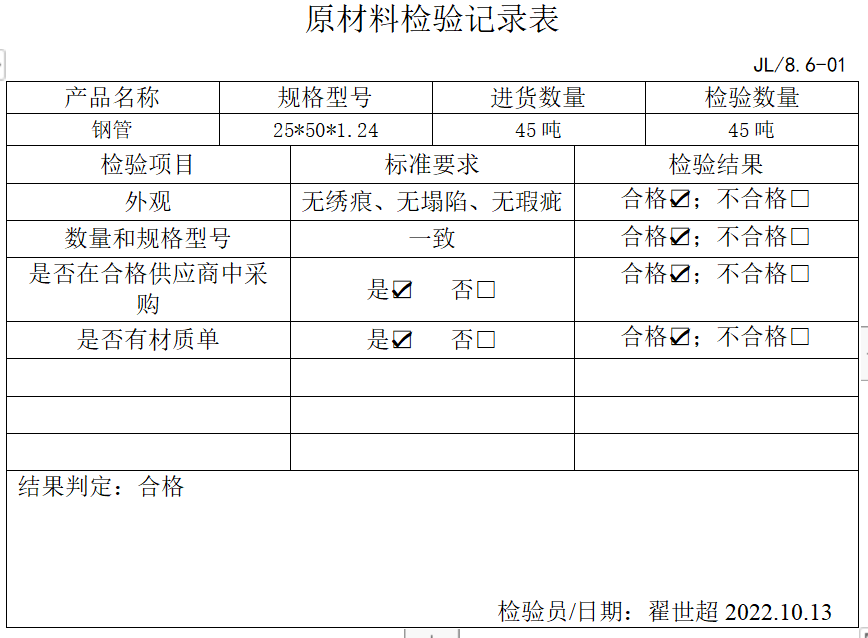 原材料检验记录表
JL/8.6-01
产品名称 规格型号 进货数量 检验数量
钢管 25*50*1.24 45吨 45吨
检验项目 标准要求 检验结果
外观 无绣痕、无塌陷、无瑕疵 合格☑；不合格□
数量和规格型号 一致 合格☑；不合格□
是否在合格供应商中采
购 是☑ 否□ 合格☑；不合格□
是否有材质单 是☑ 否□ 合格☑；不合格□
结果判定：合格
检验员/日期：翟世超 2022.10.13